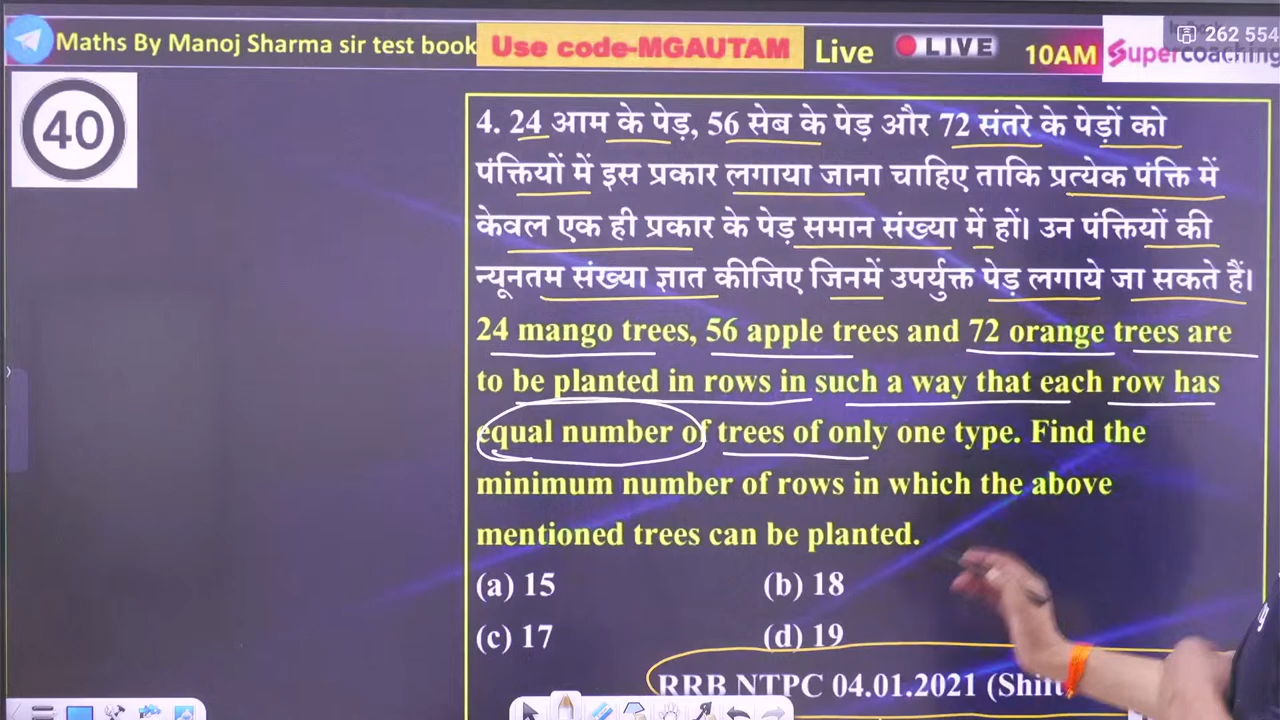 Maths By Manoj Sharma sir test book
Use code-MGAUTAM
Live
LIVE
10AM
Supercoaching
262 554
40
4. 24 आम के पेड़, 56 सेब के पेड़ और 72 संतरे के पेड़ों को
पंक्तियों में इस प्रकार लगाया जाना चाहिए ताकि प्रत्येक पंक्ति में
केवल एक ही प्रकार के पेड़ समान संख्या में हों। उन पंक्तियों की
न्यूनतम संख्या ज्ञात कीजिए जिनमें उपर्युक्त पेड़ लगाये जा सकते हैं।
24 mango trees, 56 apple trees and 72 orange trees are
to be planted in rows in such a way that each row has
equal number of trees of only one type. Find the
minimum number of rows in which the above
mentioned trees can be planted.
(a) 15 (b) 18
(c) 17 (d) 19
RRB NTPC 04.01.2021 (Shift